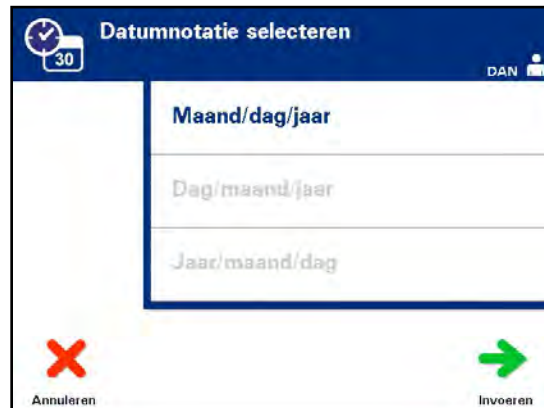 Datumnotatie selecteren
30
DAN
Maand/dag/jaar
Dag/maand/jaar
Jaar/maand/dag
Annuleren
Invoeren